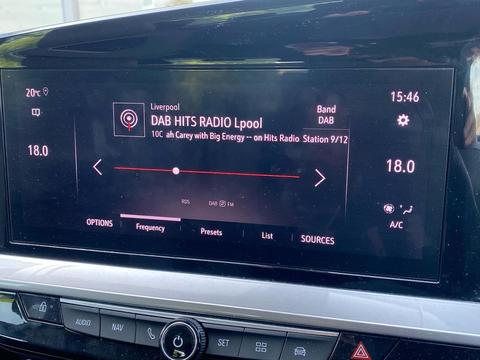 20°c
15:46
Liverpool
DAB HITS RADIO Lpool
Band
DAB
10C ah Carey with Big Energy -- on Hits Radio Station 9/12
18.0
18.0
RDS DAB FM
A/C
OPTIONS Frequency Presets List SOURCES
AUDIO NAV SET